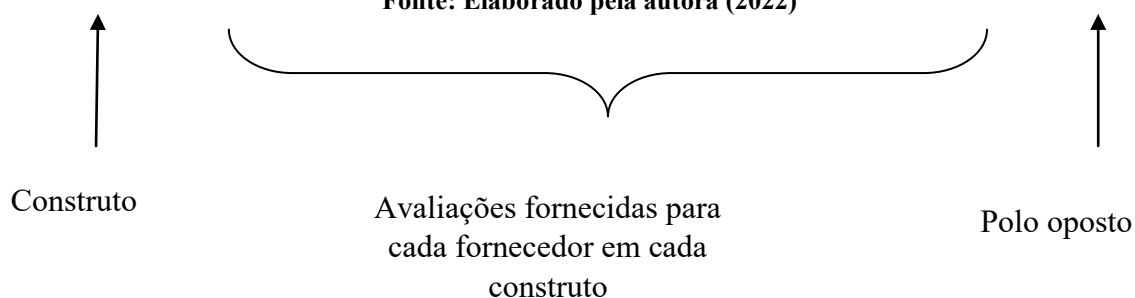 Fonte: Elaborado pela autora (2022)
Construto
Avaliações fornecidas para
cada fornecedor em cada
construto
Polo oposto